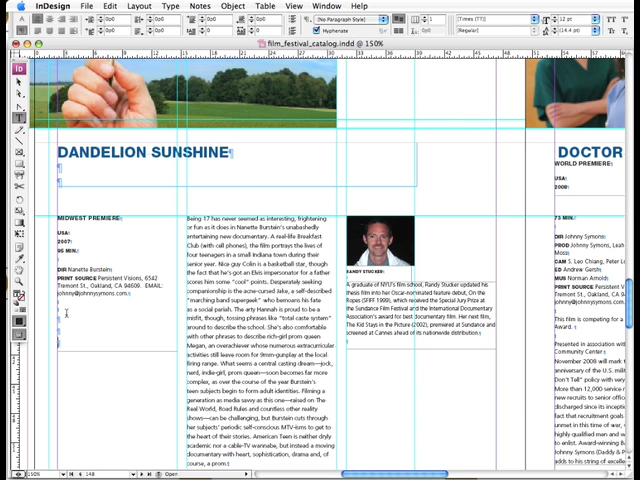 InDesign File Edit Layout Type Notes Object Table View Window Help
[No Paragraph Style]
Hyphenate
[Times (TT)]
[Regular]
12 pt
(14.4 pt)
film_festival_catalog.indd @ 150%
DANDELION SUNSHINE
MIDWEST PREMIERE
USA
2007
95 MIN.
DIR Nanette Burstein
PRINT SOURCE Persistent Visions, 6542
Tremont St., Oakland, CA 94609. EMAIL:
johnny@johnnysymons.com.
Being 17 has never seemed as interesting, frightening
or fun as it does in Nanette Burstein's unabashedly
entertaining new documentary. A real-life Breakfast
Club (with cell phones), the film portrays the lives of
four teenagers in a small Indiana town during their
senior year. Nice guy Colin is a basketball star, though
the fact that he's got an Elvis impersonator for a father
scores him some "cool" points. Desperately seeking
companionship is the acne-cursed Jake, a self-described
"marching band supergeek" who bemoans his fate
as a social pariah. The arty Hannah is proud to be a
misfit, though, tossing phrases like "total caste system"
around to describe the school. She's also comfortable
with other phrases to describe rich-girl prom queen
Megan, an overachiever whose numerous extracurricular
activities still leave room for 9mm-gunplay at the local
firing range. What seems a central casting dream—jock,
nerd, indie-girl, prom queen—soon becomes far more
complex, as over the course of the year Burstein's
teen subjects begin to form adult identities. Filming a
generation as media savvy as this one—raised on The
Real World, Road Rules and countless other reality
shows—can be challenging, but Burstein cuts through
her subjects' periodic self-conscious MTV-isms to get to
the heart of their stories. American Teen is neither dryly
academic nor a cable-TV wannabe, but instead a moving
documentary with heart, sophistication, drama and, of
course, a prom.
RANDY STUCKER:
A graduate of NYU's film school, Randy Stucker updated his
thesis film into her Oscar-nominated feature debut, On the
Ropes (SFIFF 1999), which received the Special Jury Prize at
the Sundance Film Festival and the International Documentary
Association's award for best documentary film. Her next film,
The Kid Stays in the Picture (2002), premiered at Sundance and
screened at Cannes ahead of its nationwide distribution.
DOCTOR
WORLD PREMIERE
USA
2008
73 MIN.
DIR Johnny Symons
PROD Johnny Symons, Leah
Mos
CAM S. Leo Chiang, Peter L
ED Andrew Gersh
MUS Norman Arnold
PRINT SOURCE Persistent V
Tremont St., Oakland, CA 9
johnny@johnnysymons.com
This film is competing for a
Award.
Presented in association with
Community Center
November 2008 will mark t
anniversary of the U.S. milit
Don't Tell" policy with very
More than 12,000 service m
new recruits to senior office
discharged since its inceptio
fact that recruitment goals
unmet in this time of war, w
highly qualified men and w
to enlist. Award-winning B
Johnny Symons (Daddy & P
adds to his string of excelle
150%
148
Open